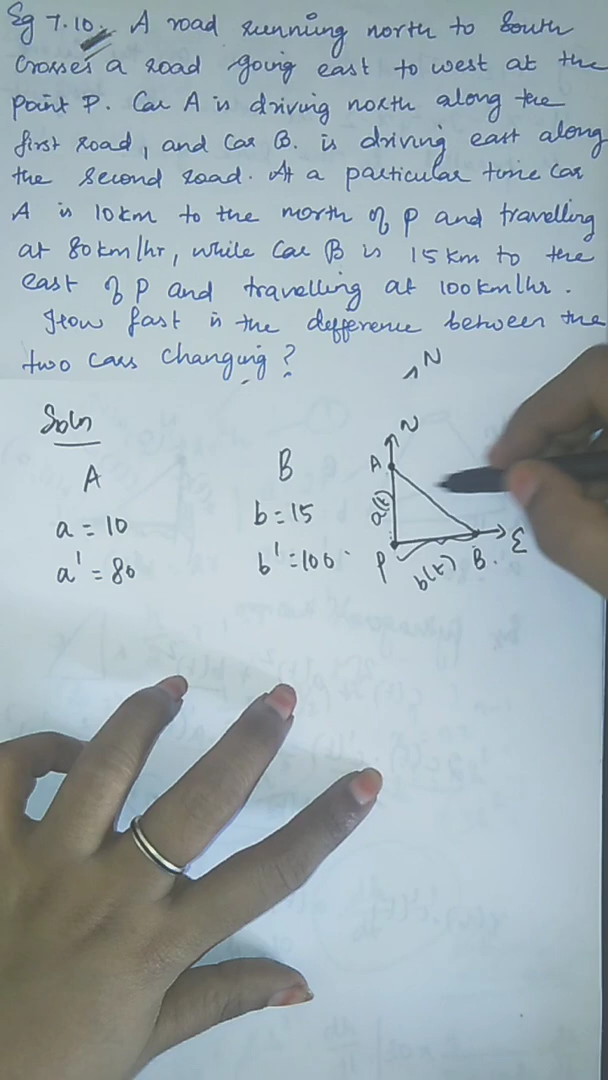 Eg 7.10. A road running north to South
Crosses a road going east to west at the
point P. Car A is driving north along the
first road, and Car B. is driving east along
the second road. At a particular time Car
A is 10km to the north of P and travelling
at 80km/hr, while Car B is 15km to the
east of P and travelling at 100km/hr.
How fast is the difference between the
two cars changing?
N
Soln
A
a = 10
a' = 80
B
b = 15
b' = 100
N
A
a(t)
P
b(t)
B.
E